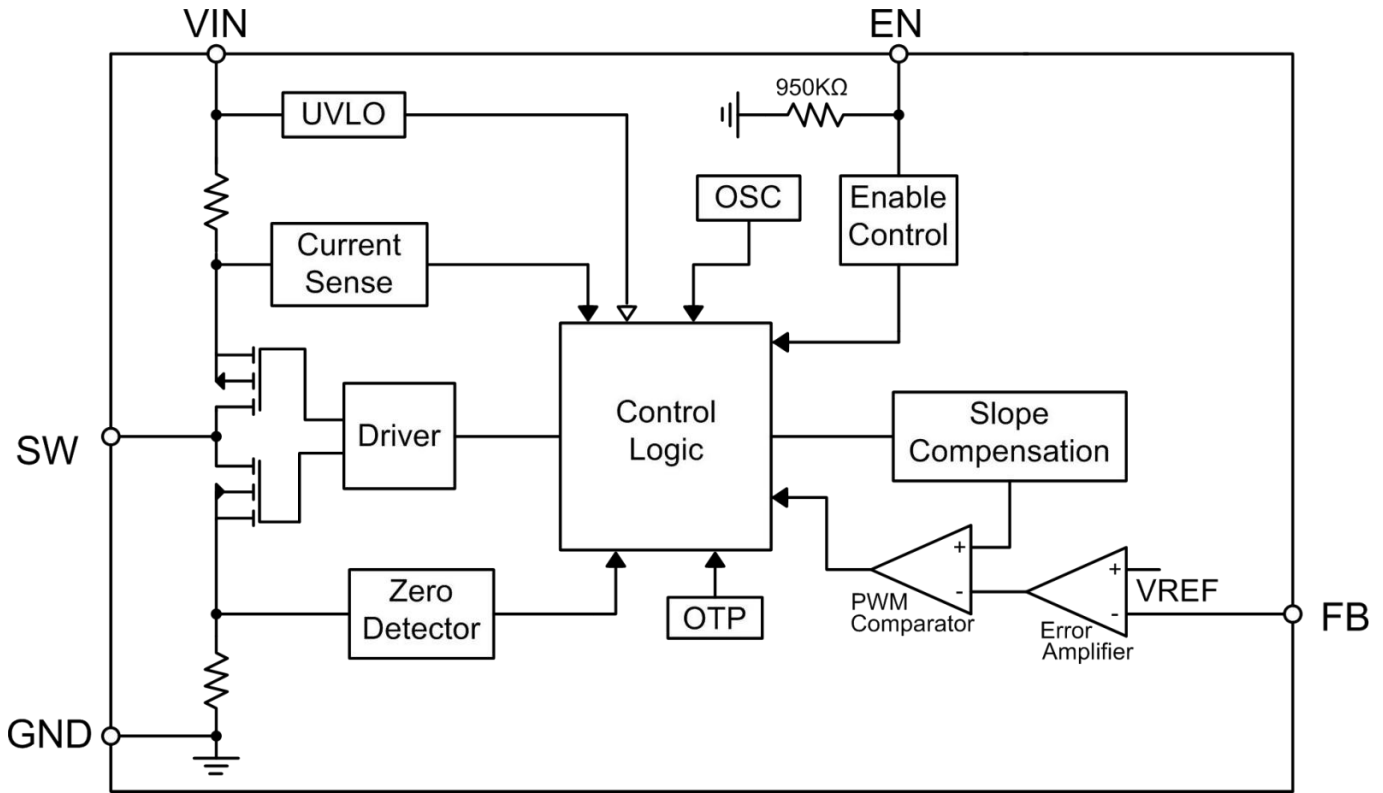 VIN
EN
950KΩ
UVLO
OSC
Enable
Control
Current
Sense
Control
Logic
Slope
Compensation
Driver
SW
+
-
PWM
Comparator
+
-
VREF
Error
Amplifier
FB
Zero
Detector
OTP
GND